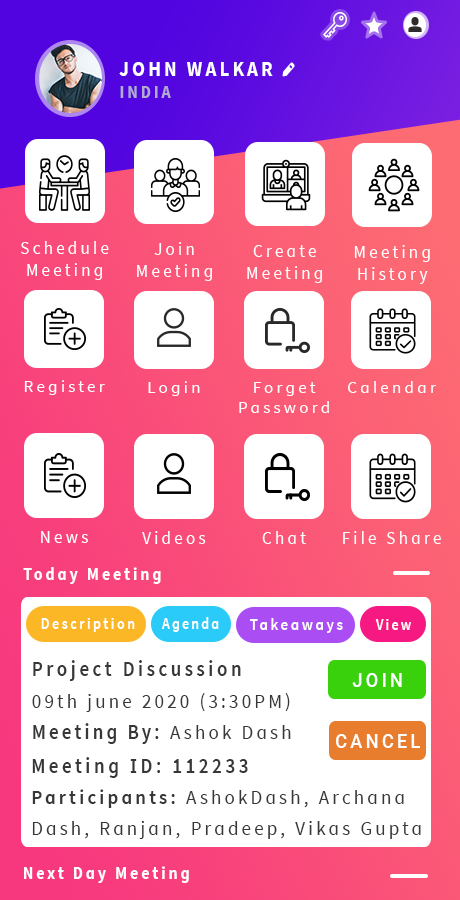 JOHN WALKAR
INDIA
Schedule Meeting
Join Meeting
Create Meeting
Meeting History
Register
Login
Forget Password
Calendar
News
Videos
Chat
File Share
Today Meeting
Description Agenda Takeaways View
Project Discussion
JOIN
09th june 2020 (3:30PM)
Meeting By: Ashok Dash
CANCEL
Meeting ID: 112233
Participants: AshokDash, Archana
Dash, Ranjan, Pradeep, Vikas Gupta
Next Day Meeting